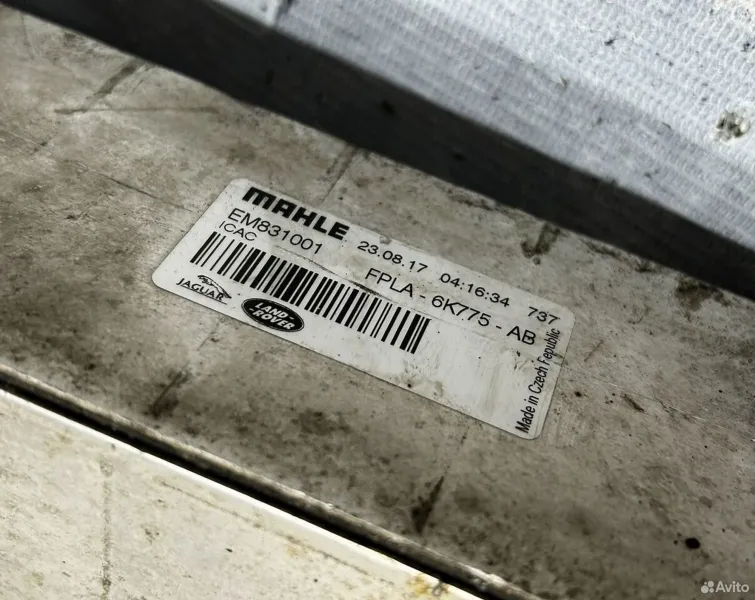 MAHLE
EM831001 23.08.17 04:16:34 737
ICAC FPLA - 6K775 - AB
JAGUAR
LAND-
ROVER
Made in Czech Fepublic
Avito